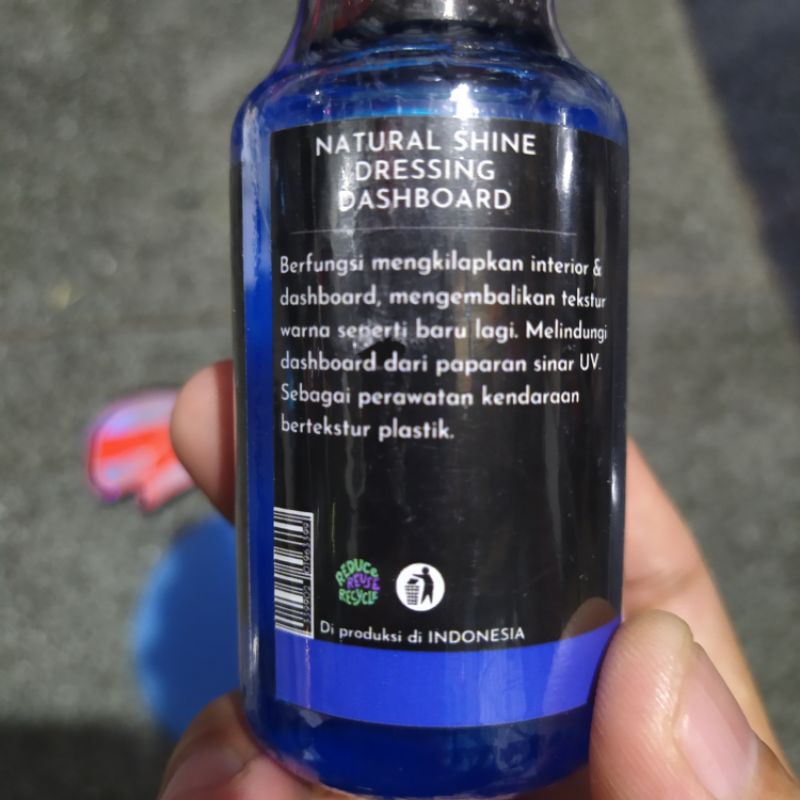 NATURAL SHINE
DRESSING
DASHBOARD
Berfungsi mengkilapkan interior &
dashboard, mengembalikan tekstur
warna seperti baru lagi. Melindungi
dashboard dari paparan sinar UV.
Sebagai perawatan kendaraan
bertekstur plastik.
REDUCE
REUSE
RECYCLE
Di produksi di INDONESIA